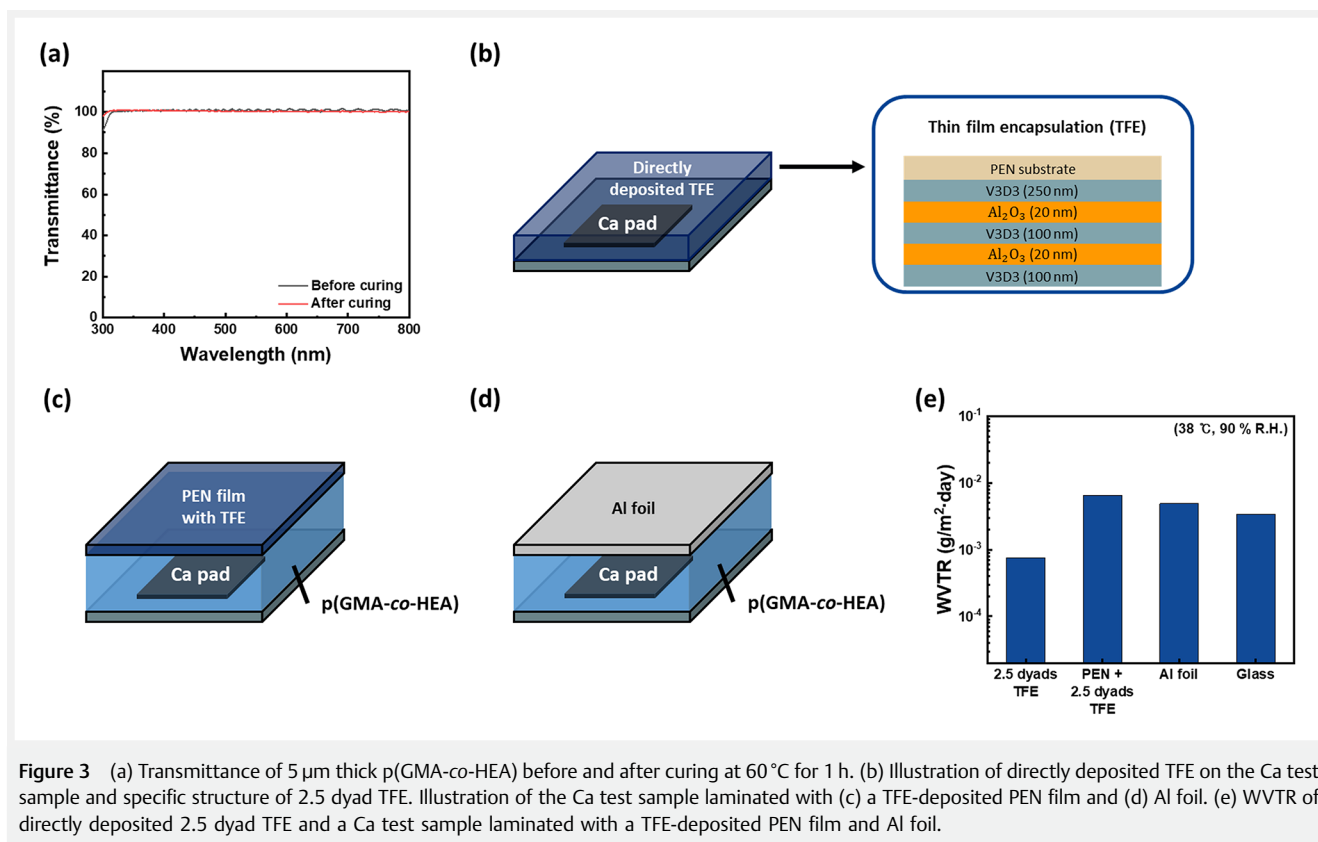 (a)
Transmittance (%)
100
80
60
40
20
0
Before curing
After curing
300
400
500
600
700
800
Wavelength (nm)
(b)
Directly
deposited TFE
Ca pad
Thin film encapsulation (TFE)
PEN substrate
V3D3 (250 nm)
Al₂O₃ (20 nm)
V3D3 (100 nm)
Al₂O₃ (20 nm)
V3D3 (100 nm)
(c)
PEN film
with TFE
Ca pad
p(GMA-co-HEA)
(d)
Al foil
Ca pad
p(GMA-co-HEA)
(e)
WVTR (g/m²·day)
(38 ℃, 90 % R.H.)
10⁻¹
10⁻²
10⁻³
10⁻⁴
2.5 dyads
TFE
PEN +
2.5 dyads
TFE
Al foil
Glass
Figure 3 (a) Transmittance of 5 µm thick p(GMA-co-HEA) before and after curing at 60 °C for 1 h. (b) Illustration of directly deposited TFE on the Ca test
sample and specific structure of 2.5 dyad TFE. Illustration of the Ca test sample laminated with (c) a TFE-deposited PEN film and (d) Al foil. (e) WVTR of
directly deposited 2.5 dyad TFE and a Ca test sample laminated with a TFE-deposited PEN film and Al foil.